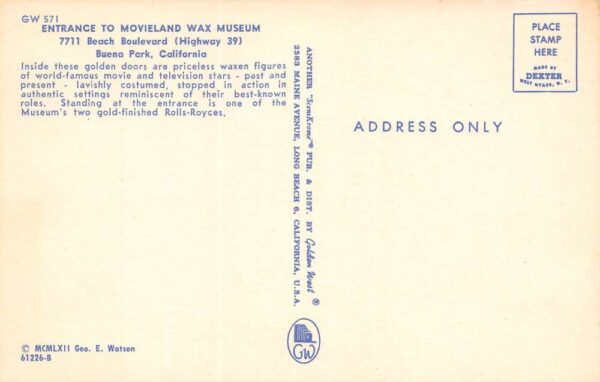 GW 571
ENTRANCE TO MOVIELAND WAX MUSEUM
7711 Beach Boulevard (Highway 39)
Buena Park, California
Inside these golden doors are priceless waxen figures
of world-famous movie and television stars - past and
present - lavishly costumed, stopped in action in
authentic settings reminiscent of their best-known
roles. Standing at the entrance is one of the
Museum's two gold-finished Rolls-Royces.
© MCMLXII Geo. E. Watson
61226-B
ANOTHER "ScenKrome"® PUB. & DIST. BY Golden West ®
2583 MAINE AVENUE, LONG BEACH 6, CALIFORNIA, U.S.A.
GW
PLACE
STAMP
HERE
MADE BY
DEXTER
WEST NYACK, N. Y.
ADDRESS ONLY